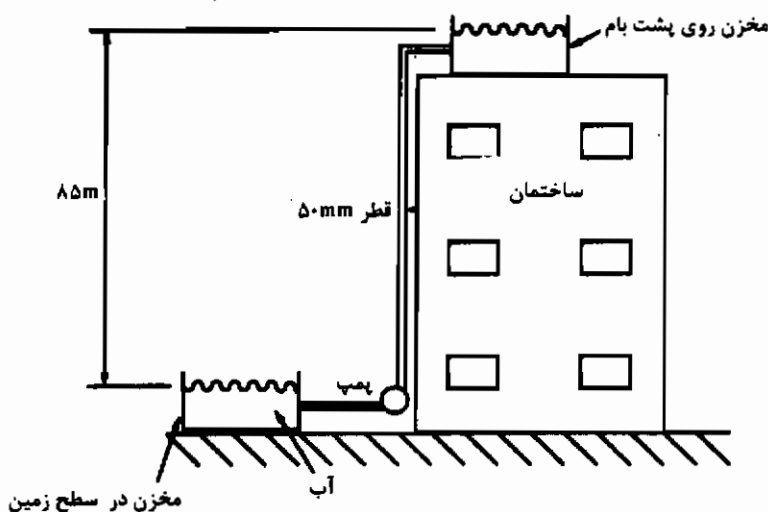 مخزن روی پشت بام
۸۵m
ساختمان
قطر ۵۰mm
پمپ
آب
مخزن در سطح زمین